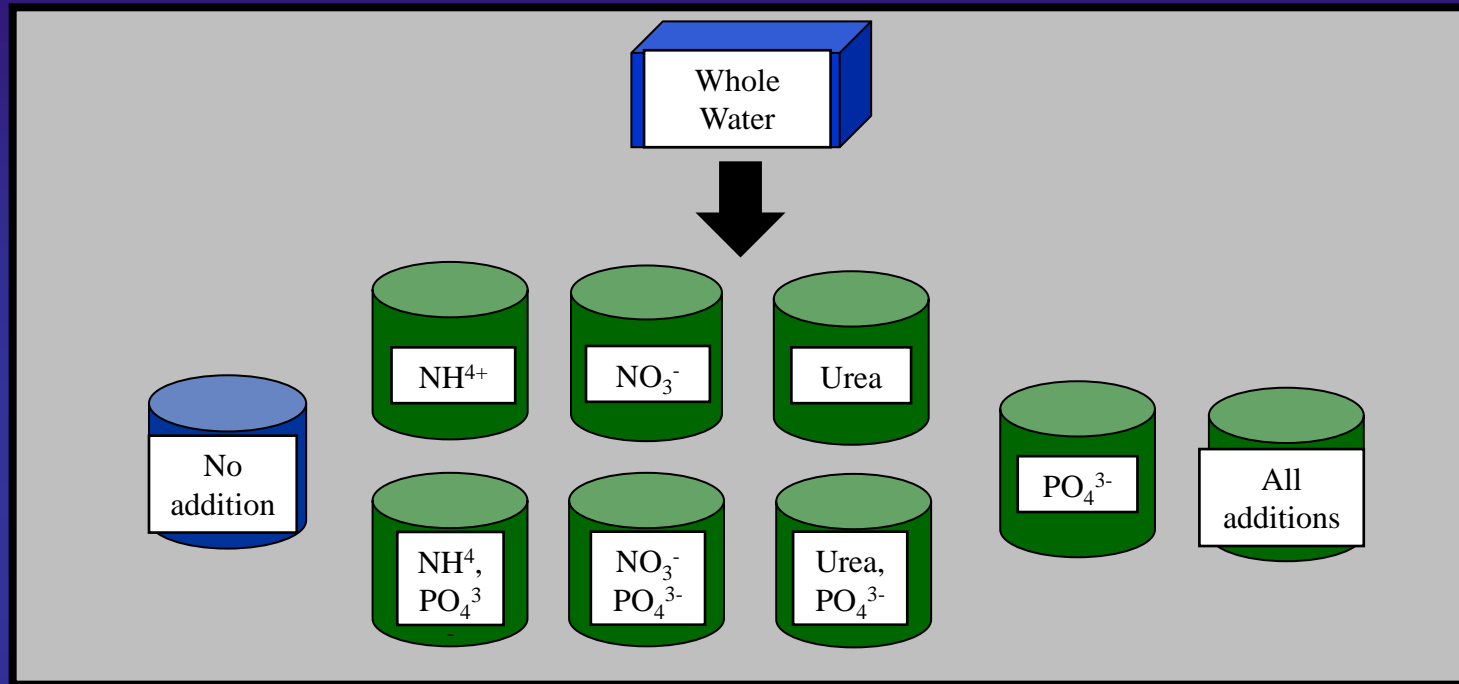 Whole
Water
NH⁴⁺
NO₃⁻
Urea
No
addition
PO₄³⁻
All
additions
NH⁴,
PO₄³
-
NO₃⁻
PO₄³⁻
Urea,
PO₄³⁻